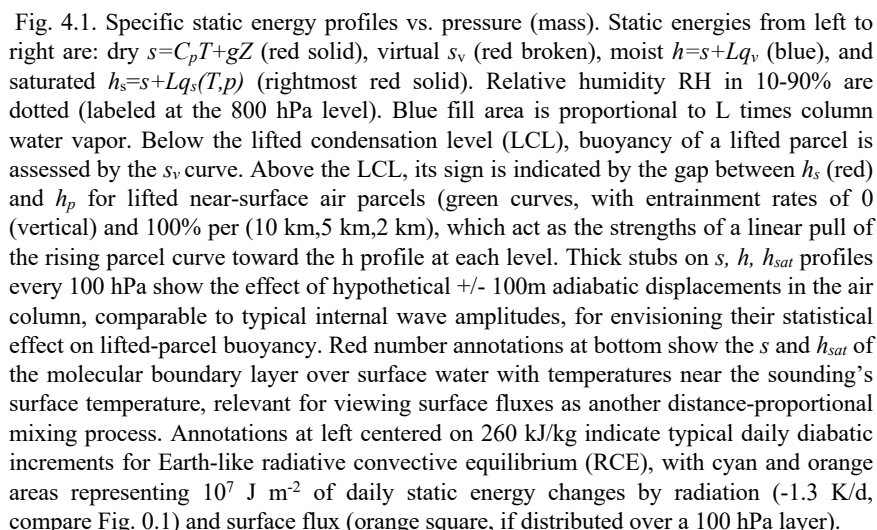 Fig. 4.1. Specific static energy profiles vs. pressure (mass). Static energies from left to
right are: dry s=CpT+gZ (red solid), virtual sv (red broken), moist h=s+Lqv (blue), and
saturated hs=s+Lqs(T,p) (rightmost red solid). Relative humidity RH in 10-90% are
dotted (labeled at the 800 hPa level). Blue fill area is proportional to L times column
water vapor. Below the lifted condensation level (LCL), buoyancy of a lifted parcel is
assessed by the sv curve. Above the LCL, its sign is indicated by the gap between hs (red)
and hp for lifted near-surface air parcels (green curves, with entrainment rates of 0
(vertical) and 100% per (10 km,5 km,2 km), which act as the strengths of a linear pull of
the rising parcel curve toward the h profile at each level. Thick stubs on s, h, hsat profiles
every 100 hPa show the effect of hypothetical +/- 100m adiabatic displacements in the air
column, comparable to typical internal wave amplitudes, for envisioning their statistical
effect on lifted-parcel buoyancy. Red number annotations at bottom show the s and hsat of
the molecular boundary layer over surface water with temperatures near the sounding's
surface temperature, relevant for viewing surface fluxes as another distance-proportional
mixing process. Annotations at left centered on 260 kJ/kg indicate typical daily diabatic
increments for Earth-like radiative convective equilibrium (RCE), with cyan and orange
areas representing 10⁷ J m⁻² of daily static energy changes by radiation (-1.3 K/d,
compare Fig. 0.1) and surface flux (orange square, if distributed over a 100 hPa layer).